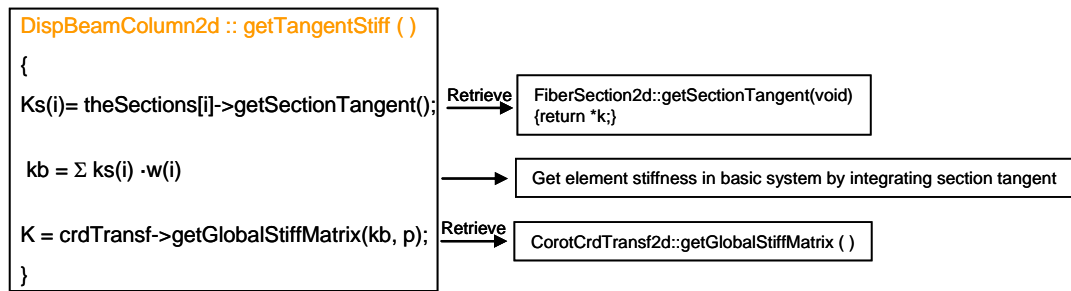 DispBeamColumn2d :: getTangentStiff ( )
{
Ks(i)= theSections[i]->getSectionTangent();
Retrieve
FiberSection2d::getSectionTangent(void)
{return *k;}
kb = Σ ks(i) ·w(i)
Get element stiffness in basic system by integrating section tangent
K = crdTransf->getGlobalStiffMatrix(kb, p);
Retrieve
CorotCrdTransf2d::getGlobalStiffMatrix ( )
}